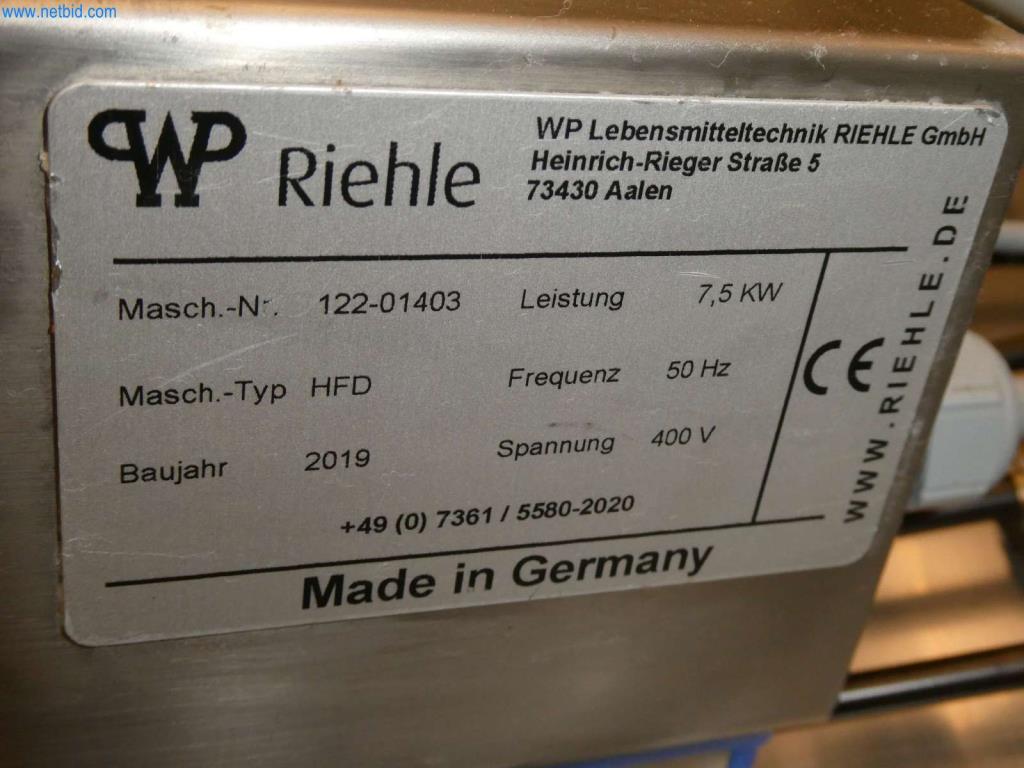 www.netbid.com
WP Riehle
WP Lebensmitteltechnik RIEHLE GmbH
Heinrich-Rieger Straße 5
73430 Aalen
Masch.-Nr. 122-01403 Leistung 7,5 KW
Masch.-Typ HFD Frequenz 50 Hz
Baujahr 2019 Spannung 400 V
CE
WWW.RIEHLE.DE
+49 (0) 7361 / 5580-2020
Made in Germany